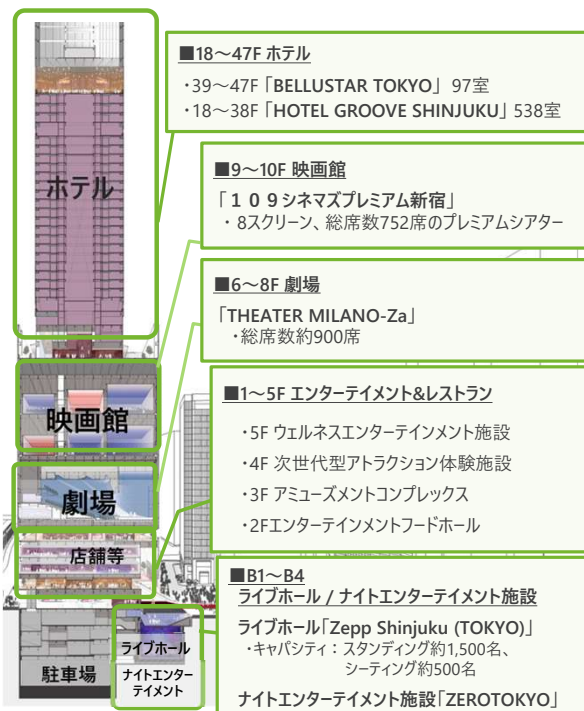 ■18～47F ホテル
・39～47F「BELLUSTAR TOKYO」 97室
・18～38F「HOTEL GROOVE SHINJUKU」538室
ホテル
■9～10F 映画館
「１０９シネマズプレミアム新宿」
・ 8スクリーン、総席数752席のプレミアムシアター
■6～8F 劇場
「THEATER MILANO-Za」
・総席数約900席
映画館
■1～5F エンターテイメント&レストラン
・5F ウェルネスエンターテインメント施設
・4F 次世代型アトラクション体験施設
・3F アミューズメントコンプレックス
・2Fエンターテインメントフードホール
劇場
店舗等
■B1～B4
ライブホール / ナイトエンターテイメント施設
ライブホール「Zepp Shinjuku (TOKYO)」
・キャパシティ：スタンディング約1,500名、
シーティング約500名
ナイトエンターテイメント施設「ZEROTOKYO」
駐車場
ライブホール
ナイトエンター
テイメント